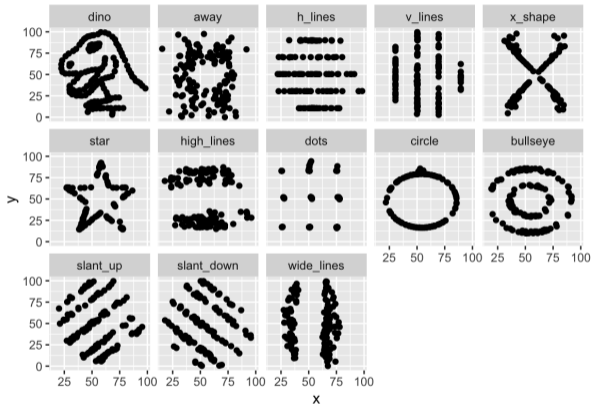 dino away h_lines v_lines x_shape
100
75
50
25
0
star high_lines dots circle bullseye
100
75
50
25
0
25 50 75 100 25 50 75 100
y
slant_up slant_down wide_lines
100
75
50
25
0
25 50 75 100 25 50 75 100 25 50 75 100
x